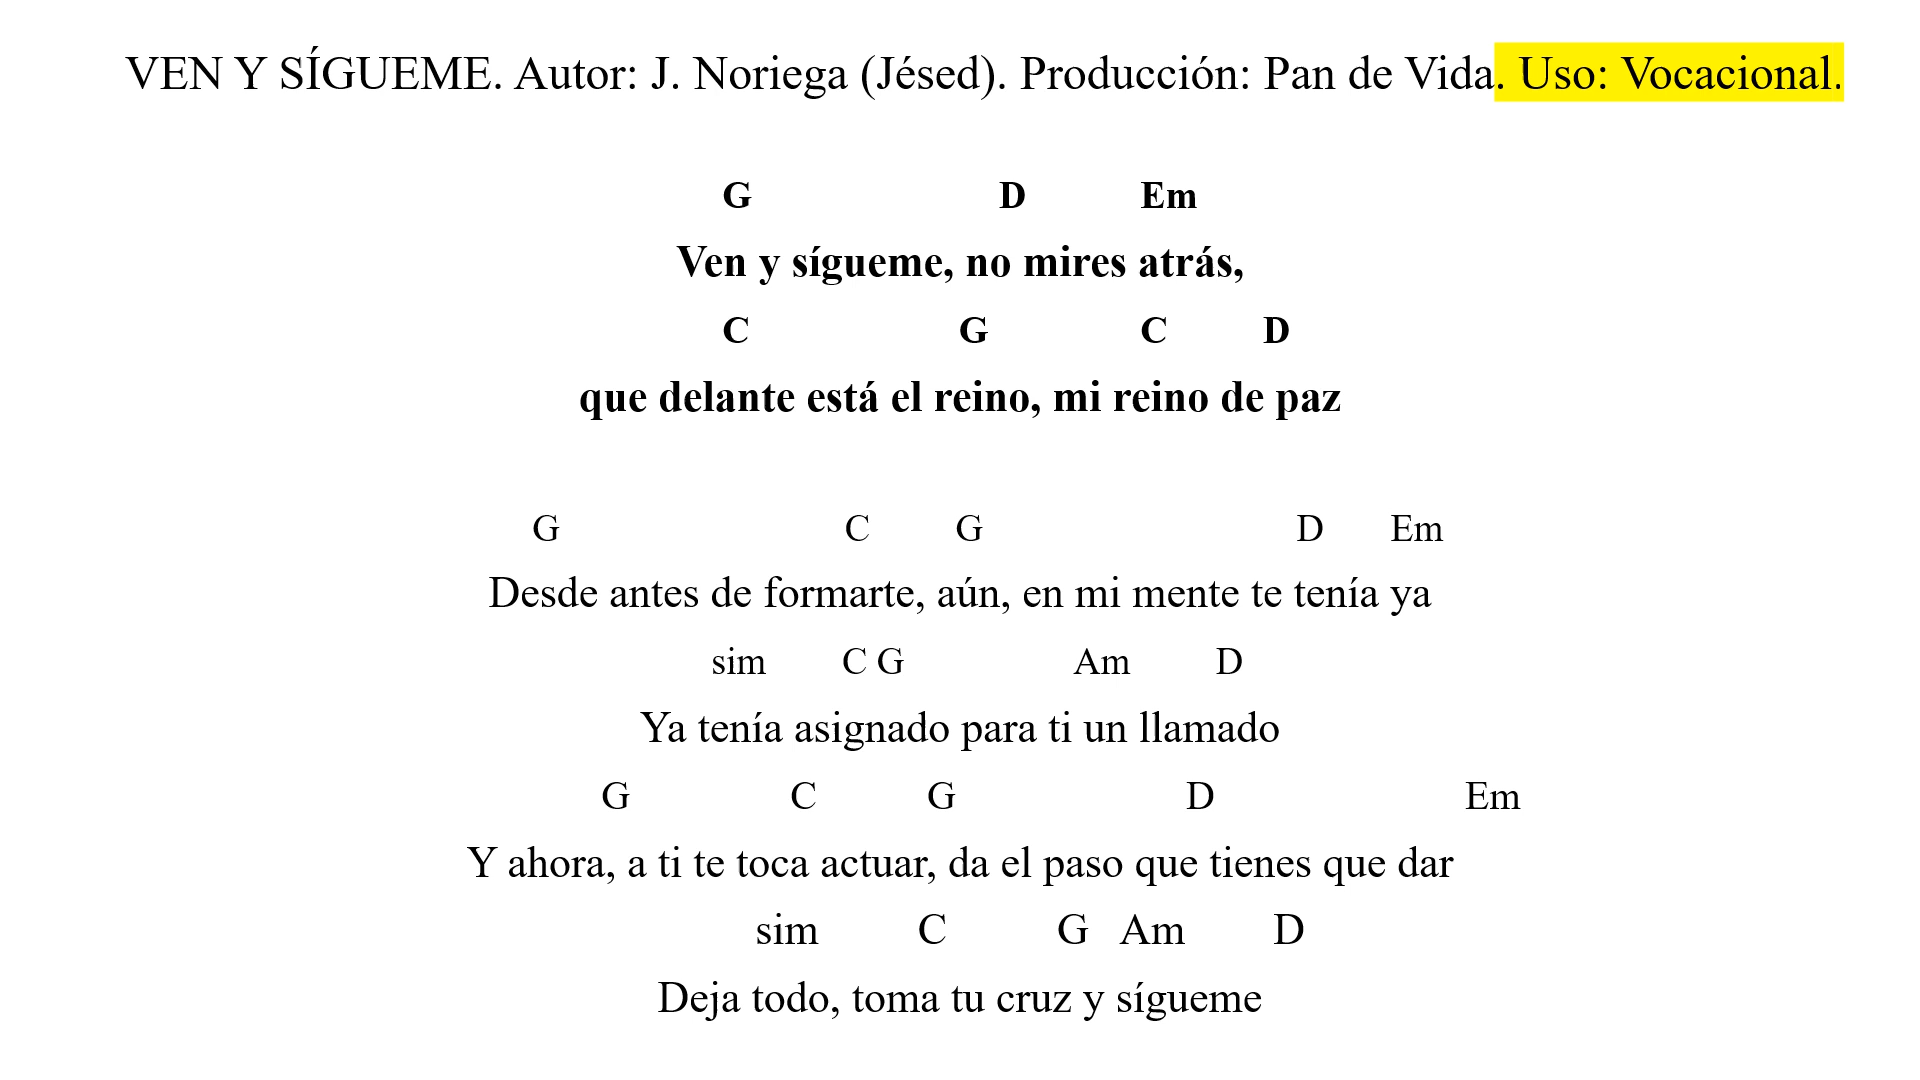 VEN Y SÍGUEME. Autor: J. Noriega (Jésed). Producción: Pan de Vida. Uso: Vocacional.
G D Em
Ven y sígueme, no mires atrás,
C G C D
que delante está el reino, mi reino de paz
G C G D Em
Desde antes de formarte, aún, en mi mente te tenía ya
sim C G Am D
Ya tenía asignado para ti un llamado
G C G D Em
Y ahora, a ti te toca actuar, da el paso que tienes que dar
sim C G Am D
Deja todo, toma tu cruz y sígueme